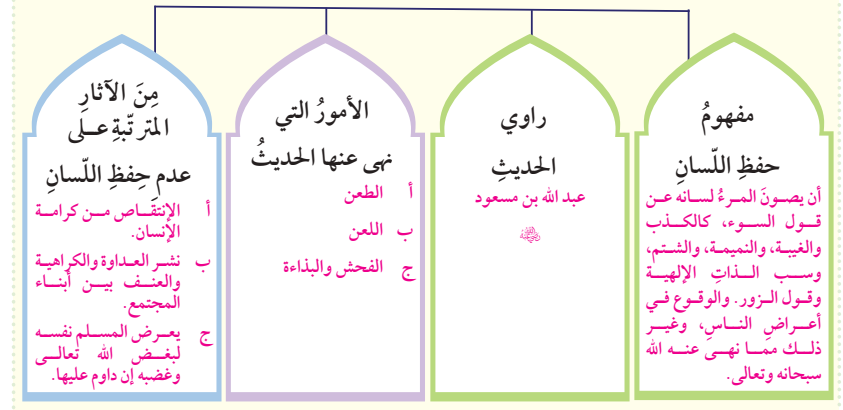 مفهومُ
حفظِ اللّسانِ
أن يصونَ المرءُ لسانه عن
قول السوء، كالكذب
والغيبة، والنميمة، والشتم،
وسب الذاتِ الإلهية
وقول الزور. والوقوع في
أعراضِ الناسِ، وغير
ذلك مما نهى عنه الله
سبحانه وتعالى.
راوي
الحديثِ
عبد الله بن مسعود
رضي الله عنه
الأمورُ التي
نهى عنها الحديثُ
أ الطعن
ب اللعن
ج الفحش والبذاءة
مِنَ الآثارِ
المترتّبةِ على
عدمِ حِفظِ اللّسانِ
أ الإنتقاص من كرامة
الإنسان.
ب نشر العداوة والكراهية
والعنف بين أبناء
المجتمع.
ج يعرض المسلم نفسه
لبغض الله تعالى
وغضبه إن داوم عليها.